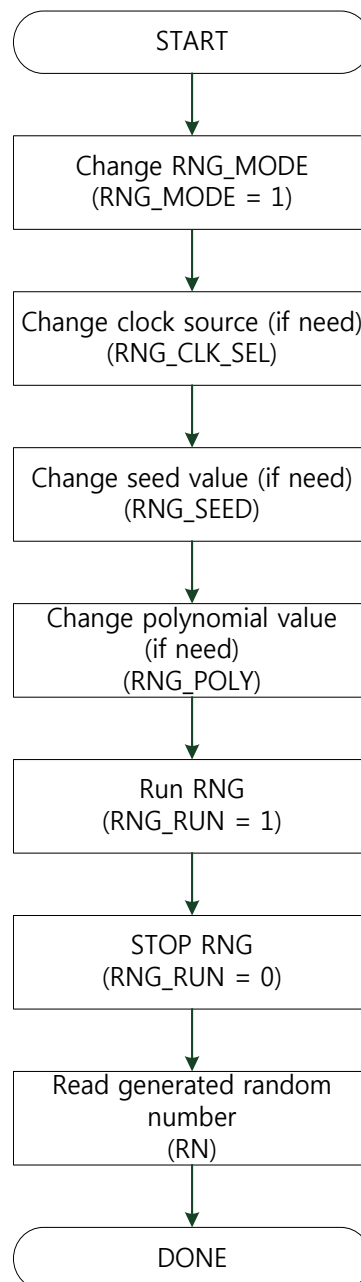 START
Change RNG_MODE
(RNG_MODE = 1)
Change clock source (if need)
(RNG_CLK_SEL)
Change seed value (if need)
(RNG_SEED)
Change polynomial value
(if need)
(RNG_POLY)
Run RNG
(RNG_RUN = 1)
STOP RNG
(RNG_RUN = 0)
Read generated random
number
(RN)
DONE